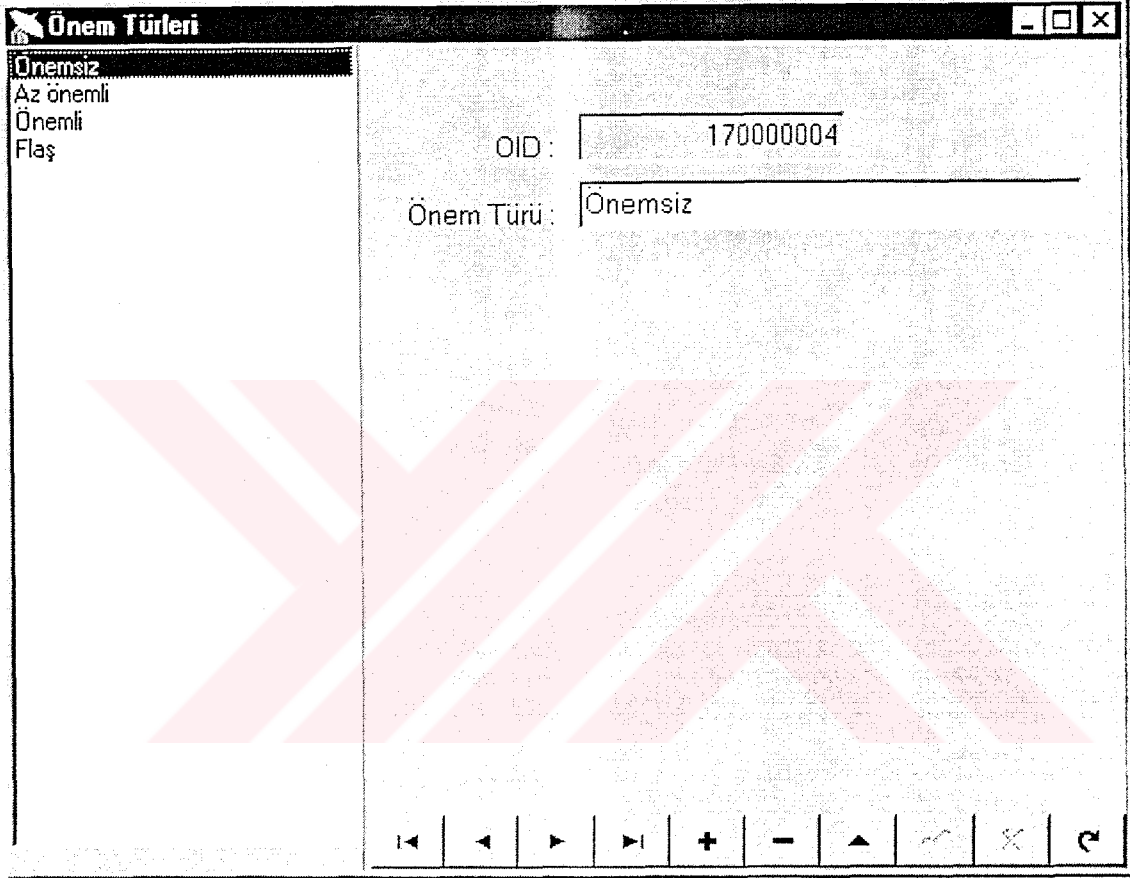 Önem Türleri
Önemsiz
Az önemli
Önemli
Flaş
OID : 170000004
Önem Türü : Önemsiz